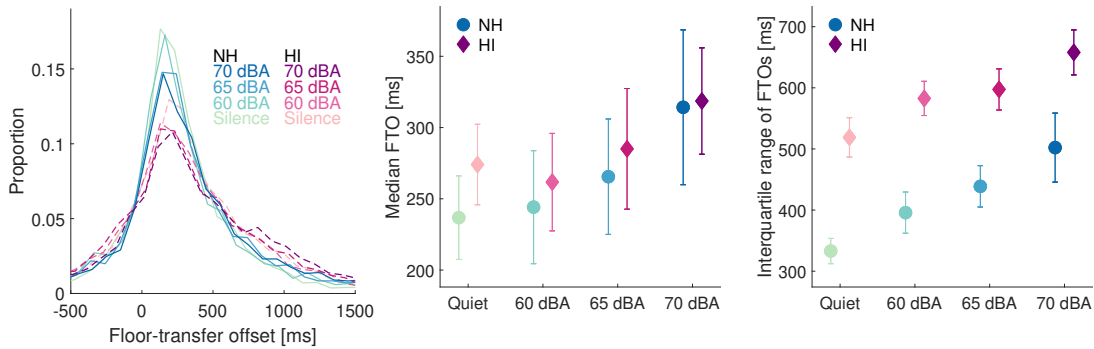 0.15
0.1
0.05
0
Proportion
NH HI
70 dBA 70 dBA
65 dBA 65 dBA
60 dBA 60 dBA
Silence Silence
-500 0 500 1000 1500
Floor-transfer offset [ms]
350
300
250
200
Median FTO [ms]
NH
HI
Quiet 60 dBA 65 dBA 70 dBA
700
600
500
400
300
Interquartile range of FTOs [ms]
NH
HI
Quiet 60 dBA 65 dBA 70 dBA